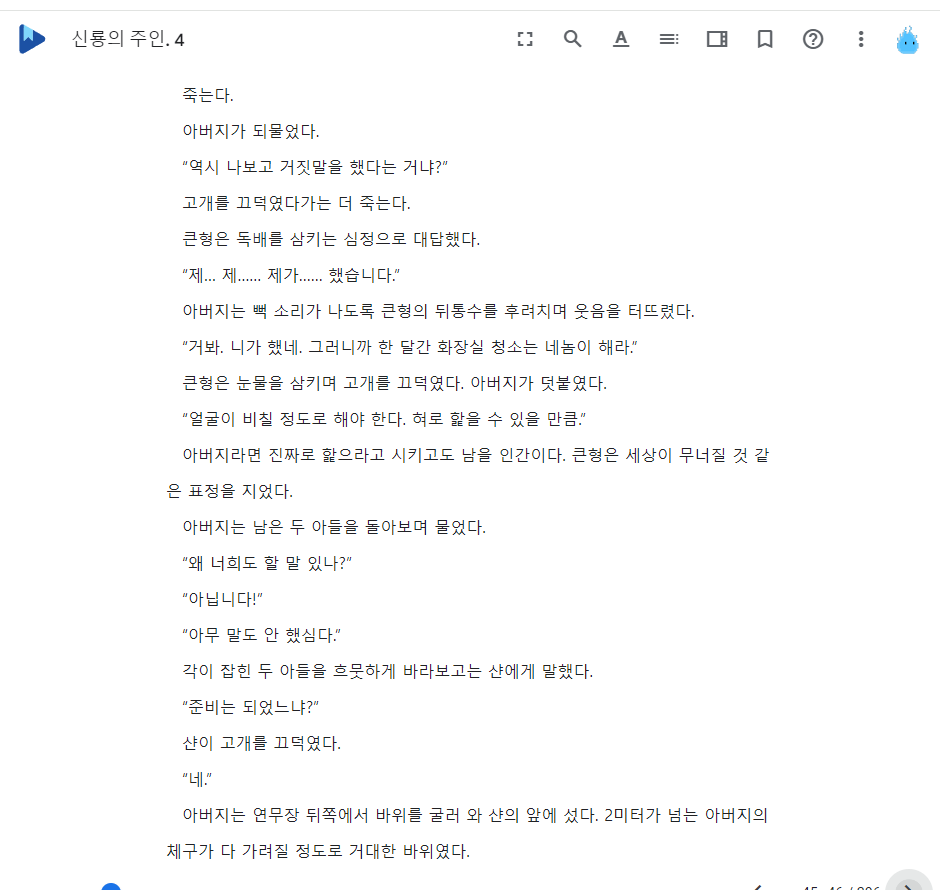 신룡의 주인. 4
죽는다.
아버지가 되물었다.
“역시 나보고 거짓말을 했다는 거냐?”
고개를 끄덕였다가는 더 죽는다.
큰형은 독배를 삼키는 심정으로 대답했다.
“제... 제...... 제가...... 했습니다.”
아버지는 뻑 소리가 나도록 큰형의 뒤통수를 후려치며 웃음을 터뜨렸다.
“거봐. 니가 했네. 그러니까 한 달간 화장실 청소는 네놈이 해라.”
큰형은 눈물을 삼키며 고개를 끄덕였다. 아버지가 덧붙였다.
“얼굴이 비칠 정도로 해야 한다. 혀로 핥을 수 있을 만큼.”
아버지라면 진짜로 핥으라고 시키고도 남을 인간이다. 큰형은 세상이 무너질 것 같
은 표정을 지었다.
아버지는 남은 두 아들을 돌아보며 물었다.
“왜 너희도 할 말 있나?”
“아닙니다!”
“아무 말도 안 했심다.”
각이 잡힌 두 아들을 흐뭇하게 바라보고는 샨에게 말했다.
“준비는 되었느냐?”
샨이 고개를 끄덕였다.
“네.”
아버지는 연무장 뒤쪽에서 바위를 굴러 와 샨의 앞에 섰다. 2미터가 넘는 아버지의
체구가 다 가려질 정도로 거대한 바위였다.